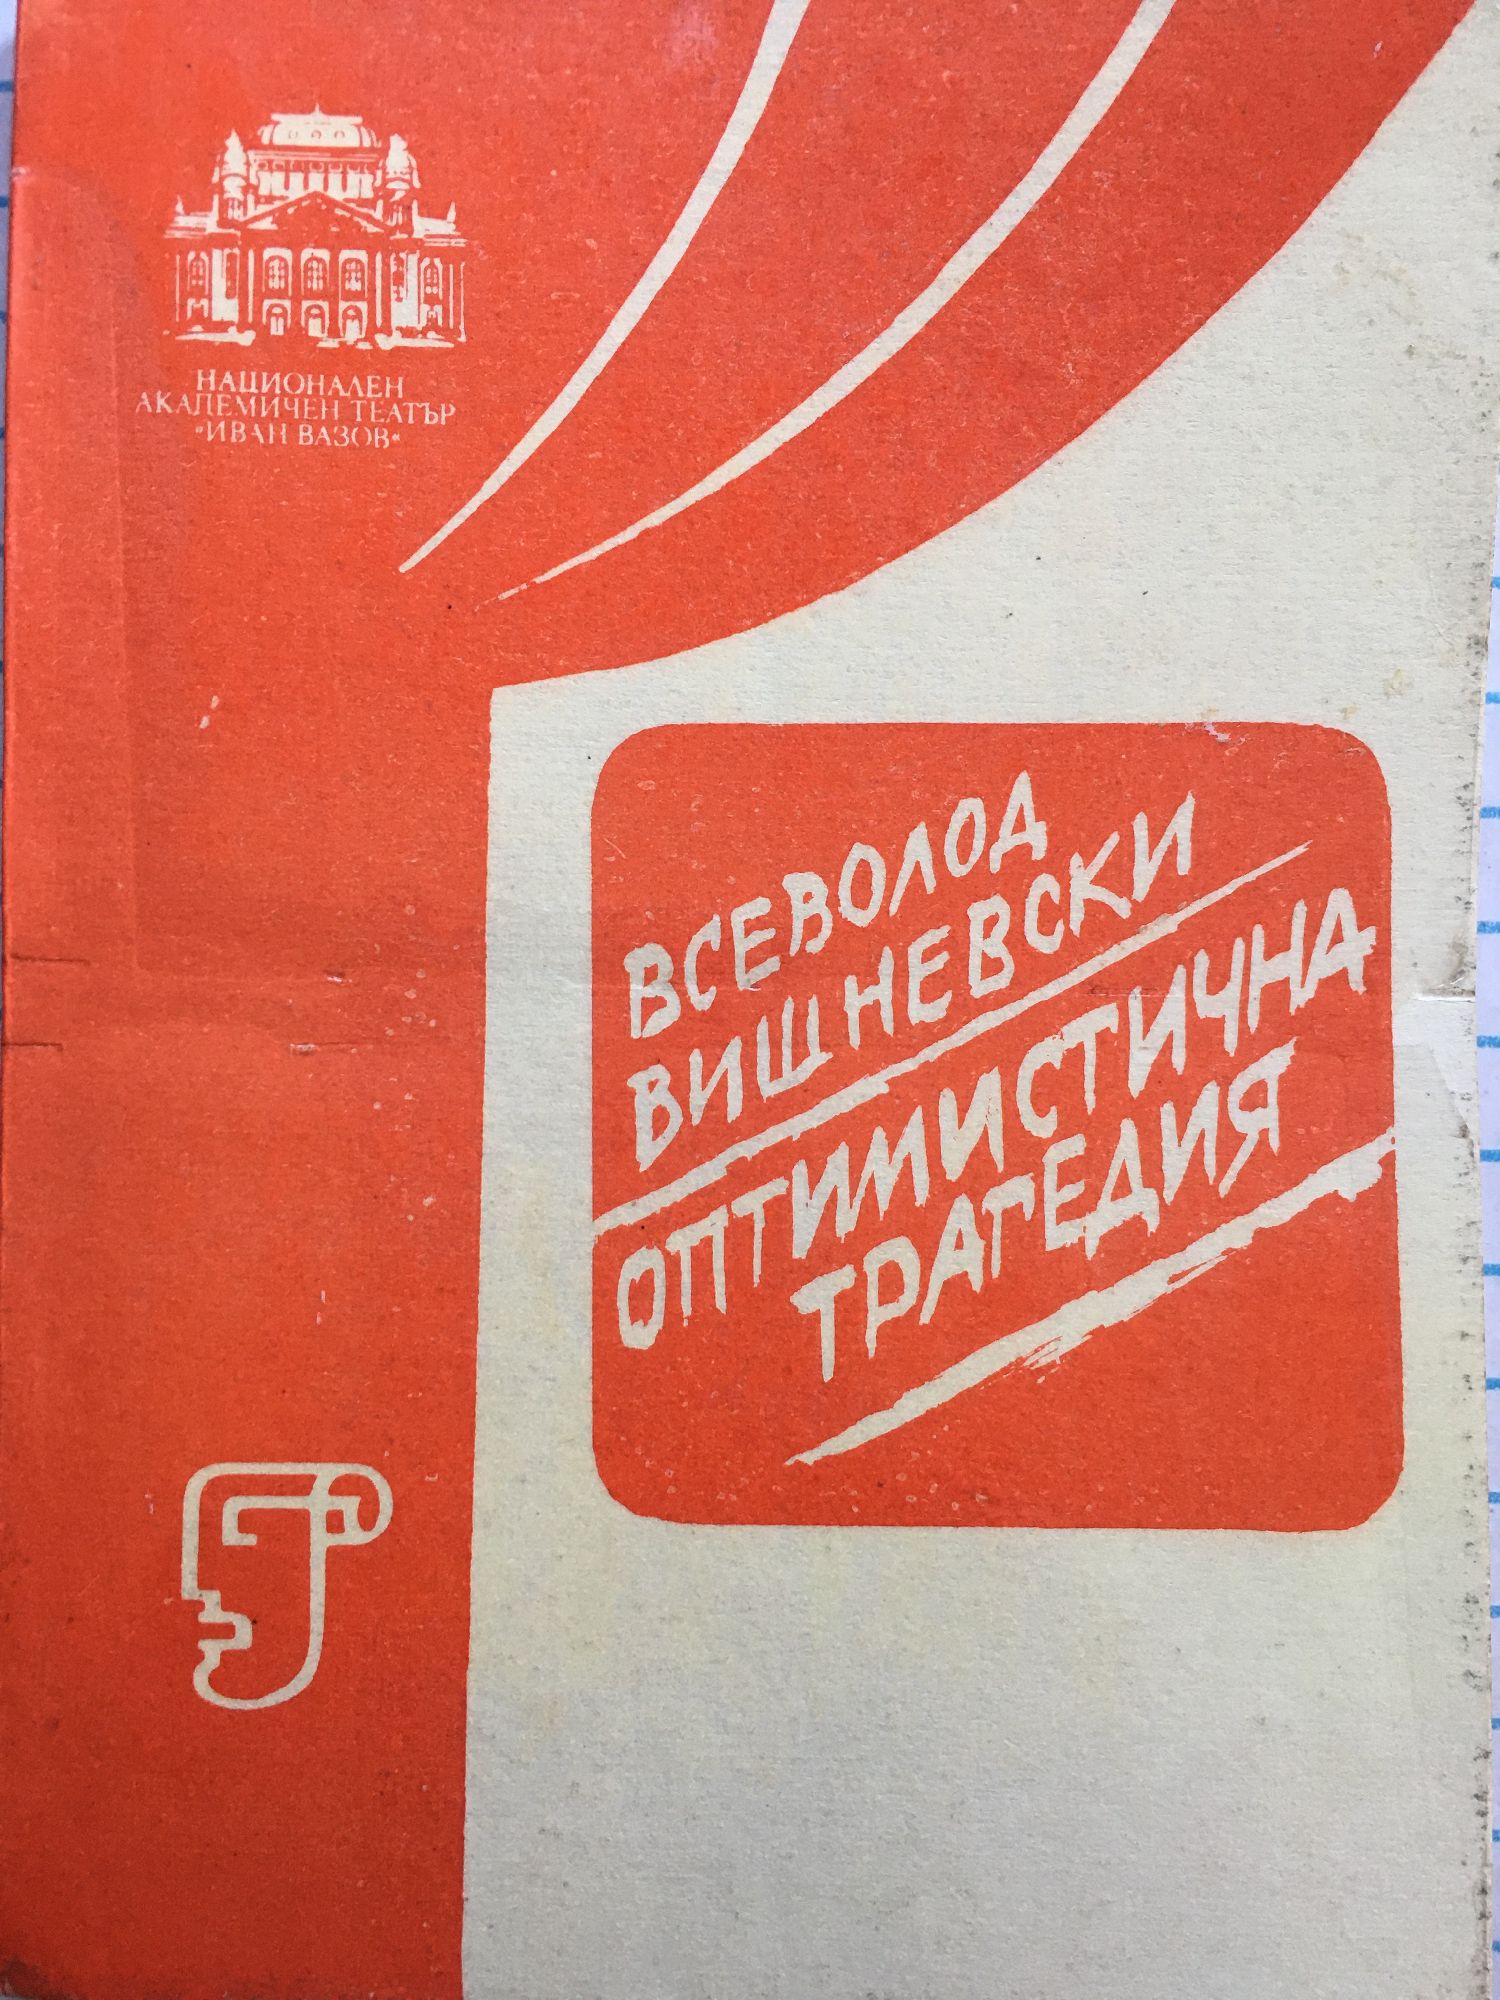 НАЦИОНАЛЕН
АКАДЕМИЧЕН ТЕАТЪР
«ИВАН ВАЗОВ«
ВСЕВОЛОД
ВИШНЕВСКИ
ОПТИМИСТИЧНА
ТРАГЕДИЯ